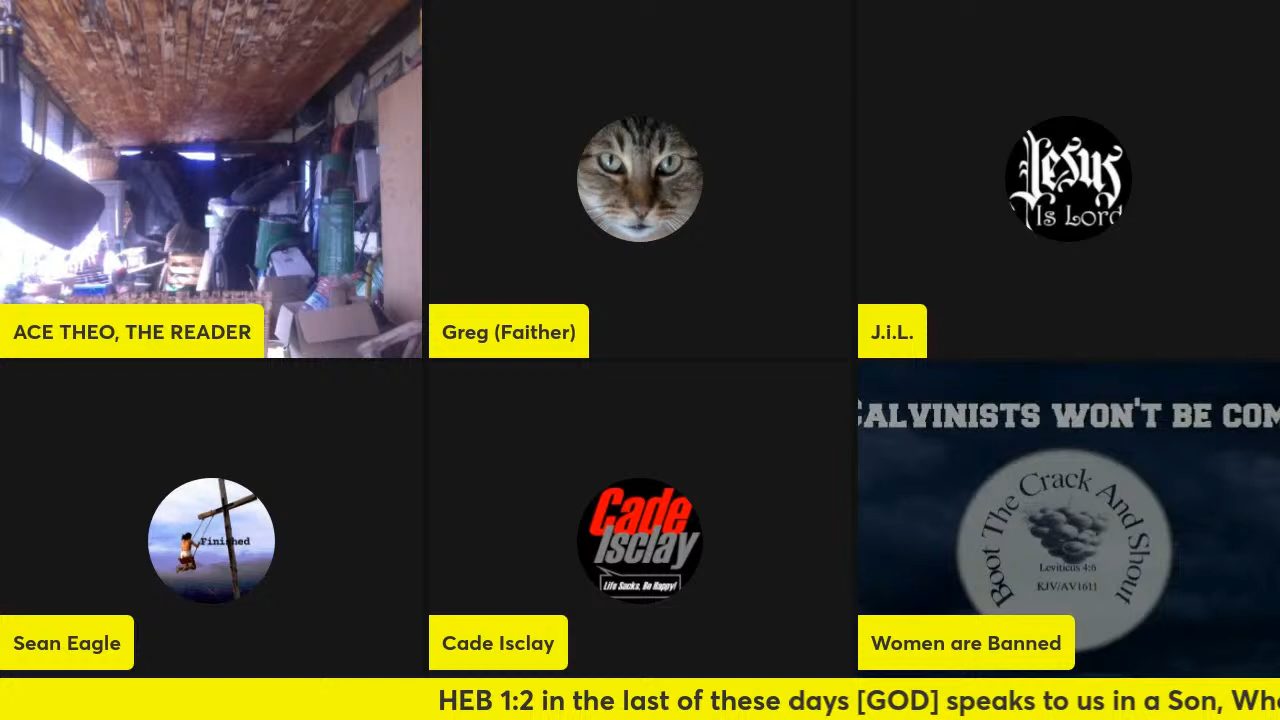 ACE THEO, THE READER
Greg (Faither)
Jesus
Is Lord
J.i.L.
Finished
Sean Eagle
Cade
Isclay
Life Sucks, Be Happy!
Cade Isclay
CALVINISTS WON'T BE COM
Boot The Crack And Shout
Leviticus 4:6
KJV/AV1611
Women are Banned
HEB 1:2 in the last of these days [GOD] speaks to us in a Son, Who